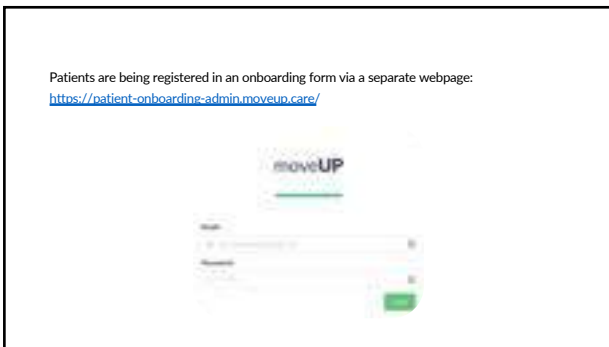 Patients are being registered in an onboarding form via a separate webpage:
https://patient-onboarding-admin.moveup.care/
moveUP
Email
Password